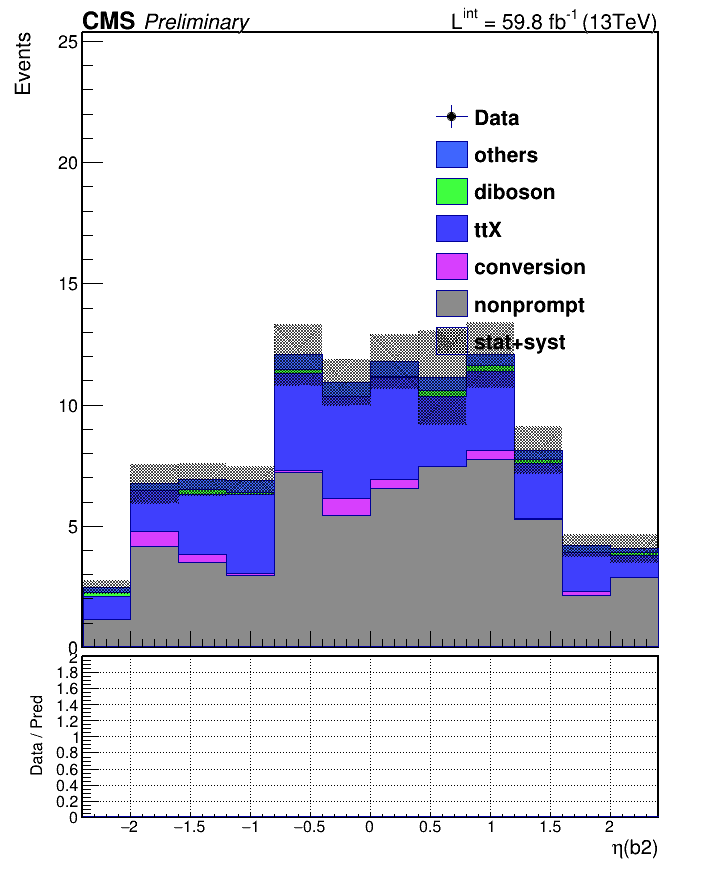 CMS Preliminary L^int = 59.8 fb^-1 (13TeV)
Events
25
20
15
10
5
0
Data
others
diboson
ttX
conversion
nonprompt
stat+syst
Data / Pred
2
1.8
1.6
1.4
1.2
1
0.8
0.6
0.4
0.2
0
−2 −1.5 −1 −0.5 0 0.5 1 1.5 2
η(b2)